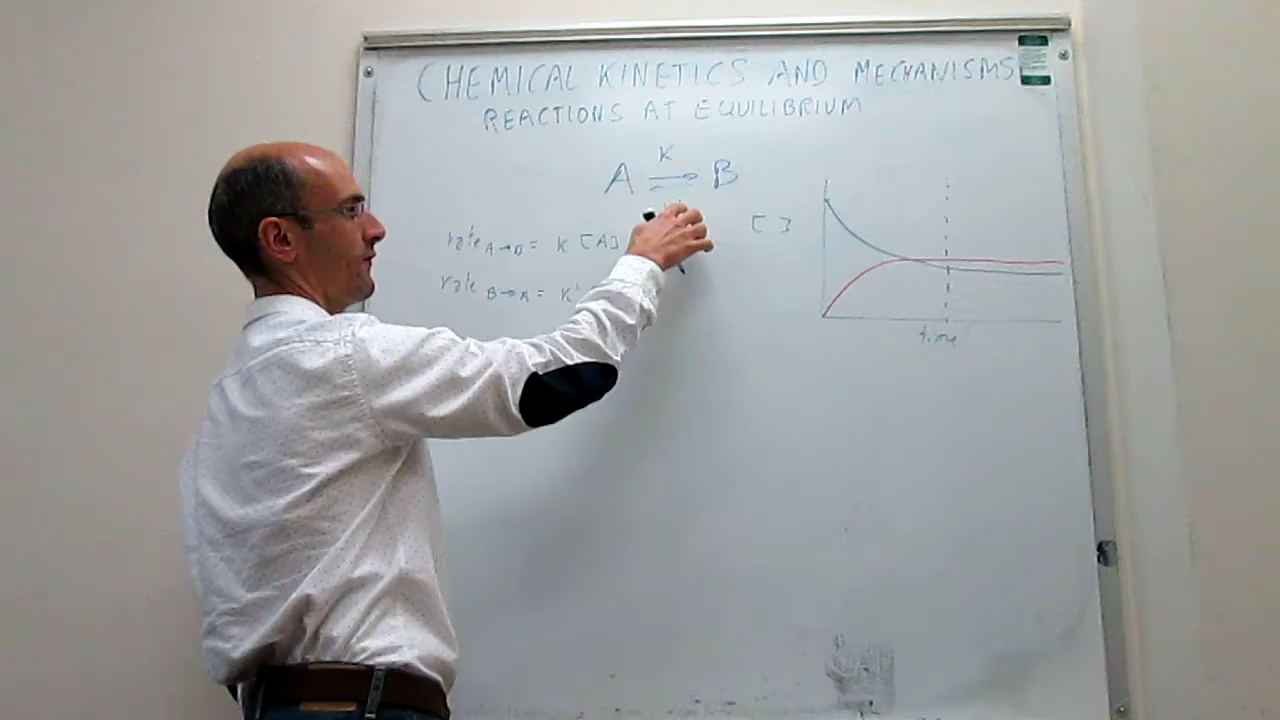 CHEMICAL KINETICS AND MECHANISMS
REACTIONS AT EQUILIBRIUM
K
A ⇌ B
rate A→B = K [A]
rate B→A = K'
[ ]
time